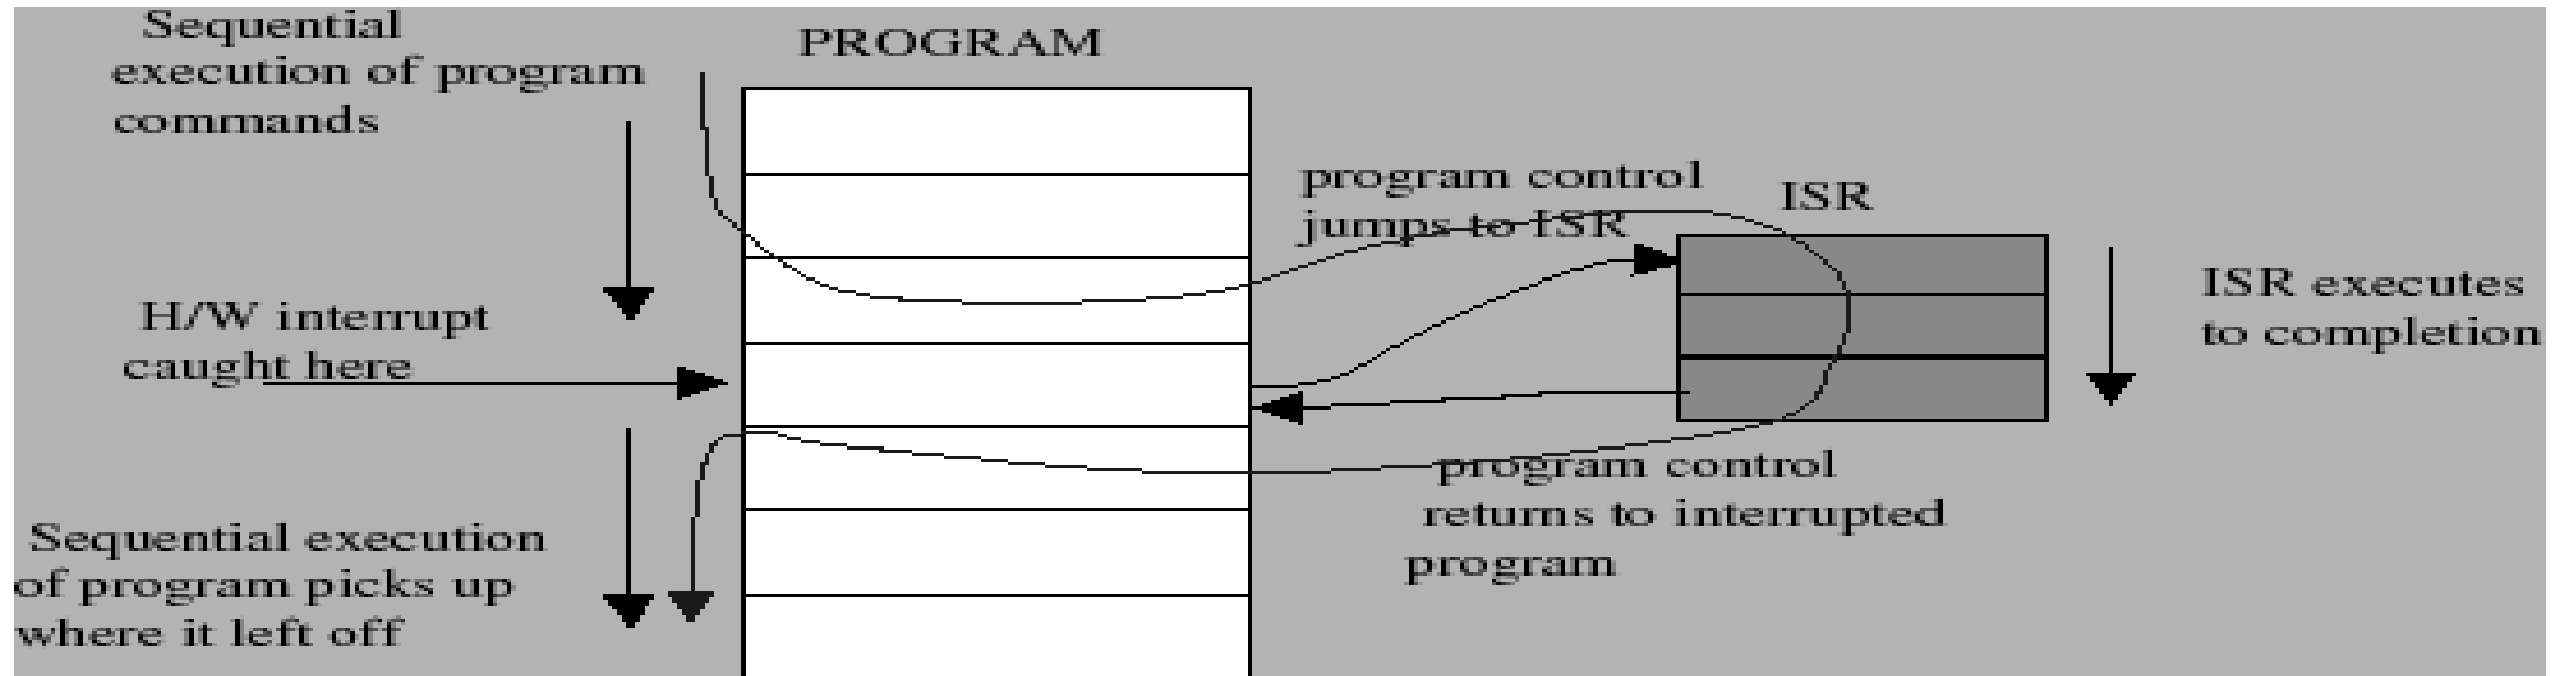 Sequential
execution of program
commands
PROGRAM
program control
jumps to ISR
ISR
H/W interrupt
caught here
ISR executes
to completion
program control
returns to interrupted
program
Sequential execution
of program picks up
where it left off